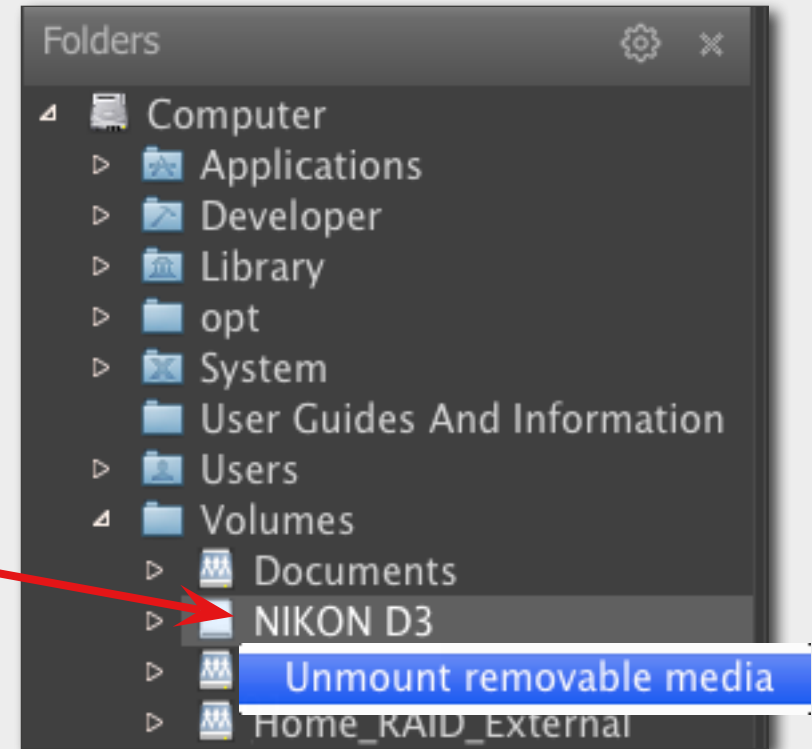 Folders
Computer
Applications
Developer
Library
opt
System
User Guides And Information
Users
Volumes
Documents
NIKON D3
Unmount removable media
Home_RAID_External